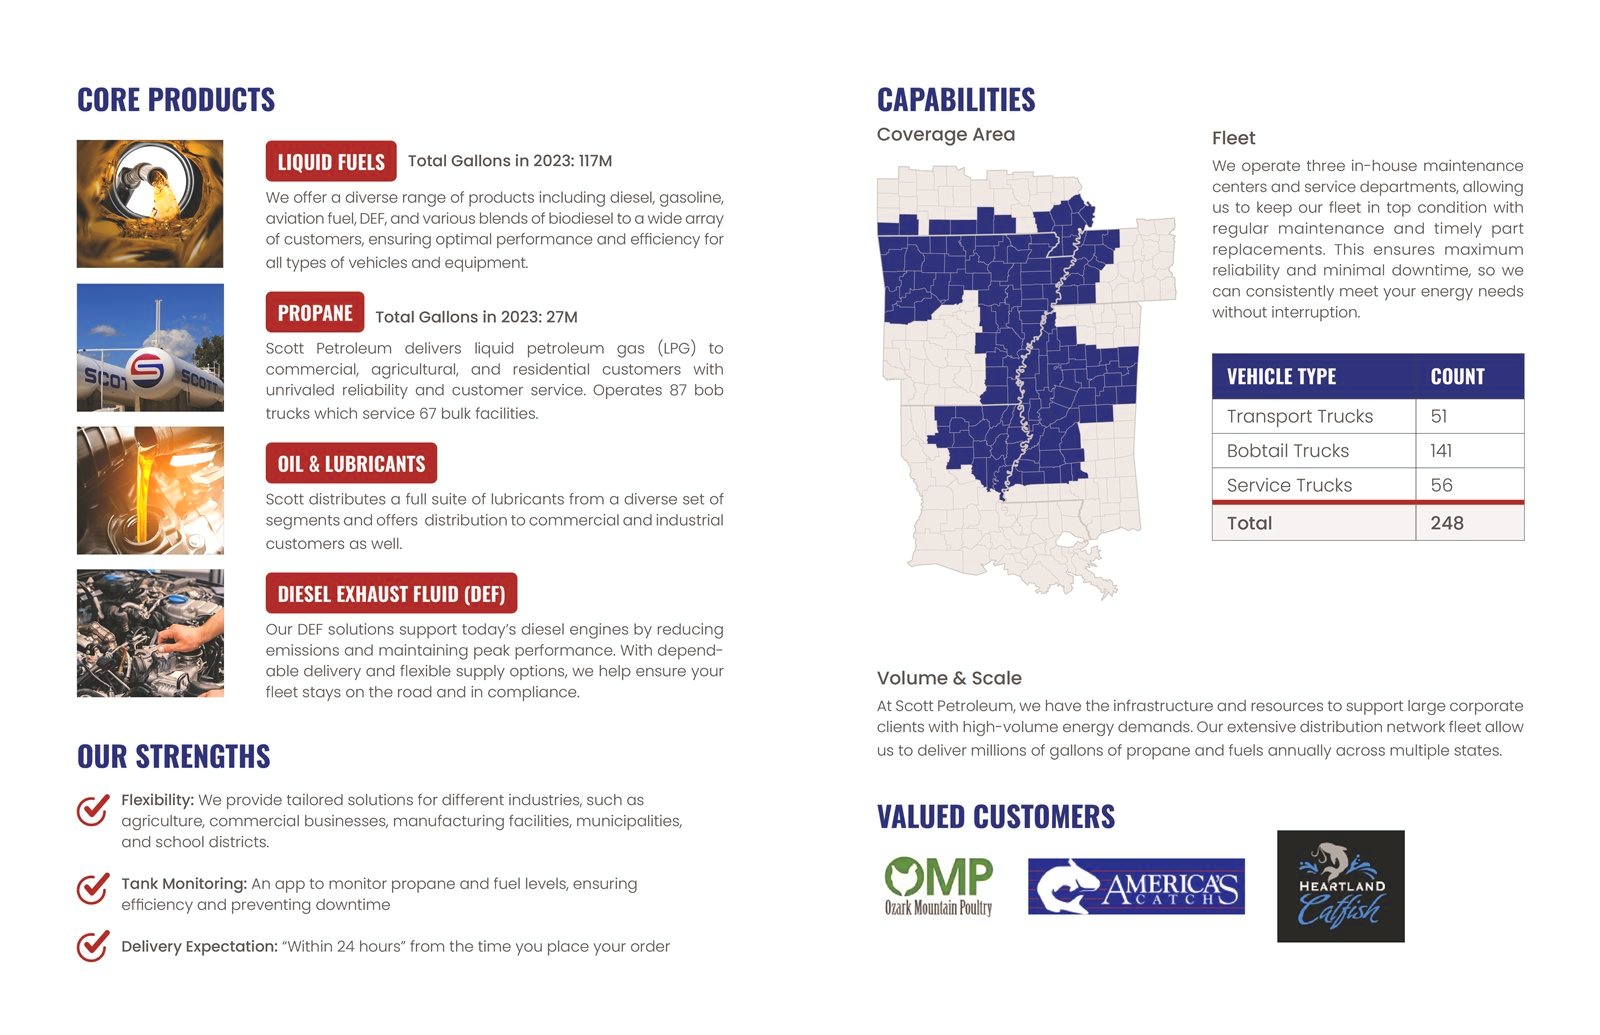 CORE PRODUCTS
LIQUID FUELS Total Gallons in 2023: 117M
We offer a diverse range of products including diesel, gasoline,
aviation fuel, DEF, and various blends of biodiesel to a wide array
of customers, ensuring optimal performance and efficiency for
all types of vehicles and equipment.
PROPANE Total Gallons in 2023: 27M
Scott Petroleum delivers liquid petroleum gas (LPG) to
commercial, agricultural, and residential customers with
unrivaled reliability and customer service. Operates 87 bob
trucks which service 67 bulk facilities.
SCOT S SCOTT
OIL & LUBRICANTS
Scott distributes a full suite of lubricants from a diverse set of
segments and offers distribution to commercial and industrial
customers as well.
DIESEL EXHAUST FLUID (DEF)
Our DEF solutions support today's diesel engines by reducing
emissions and maintaining peak performance. With depend-
able delivery and flexible supply options, we help ensure your
fleet stays on the road and in compliance.
OUR STRENGTHS
Flexibility: We provide tailored solutions for different industries, such as
agriculture, commercial businesses, manufacturing facilities, municipalities,
and school districts.
Tank Monitoring: An app to monitor propane and fuel levels, ensuring
efficiency and preventing downtime
Delivery Expectation: “Within 24 hours” from the time you place your order
CAPABILITIES
Coverage Area
Fleet
We operate three in-house maintenance
centers and service departments, allowing
us to keep our fleet in top condition with
regular maintenance and timely part
replacements. This ensures maximum
reliability and minimal downtime, so we
can consistently meet your energy needs
without interruption.
VEHICLE TYPE COUNT
Transport Trucks 51
Bobtail Trucks 141
Service Trucks 56
Total 248
Volume & Scale
At Scott Petroleum, we have the infrastructure and resources to support large corporate
clients with high-volume energy demands. Our extensive distribution network fleet allow
us to deliver millions of gallons of propane and fuels annually across multiple states.
VALUED CUSTOMERS
OMP
Ozark Mountain Poultry
AMERICA'S
CATCH
HEARTLAND
Catfish